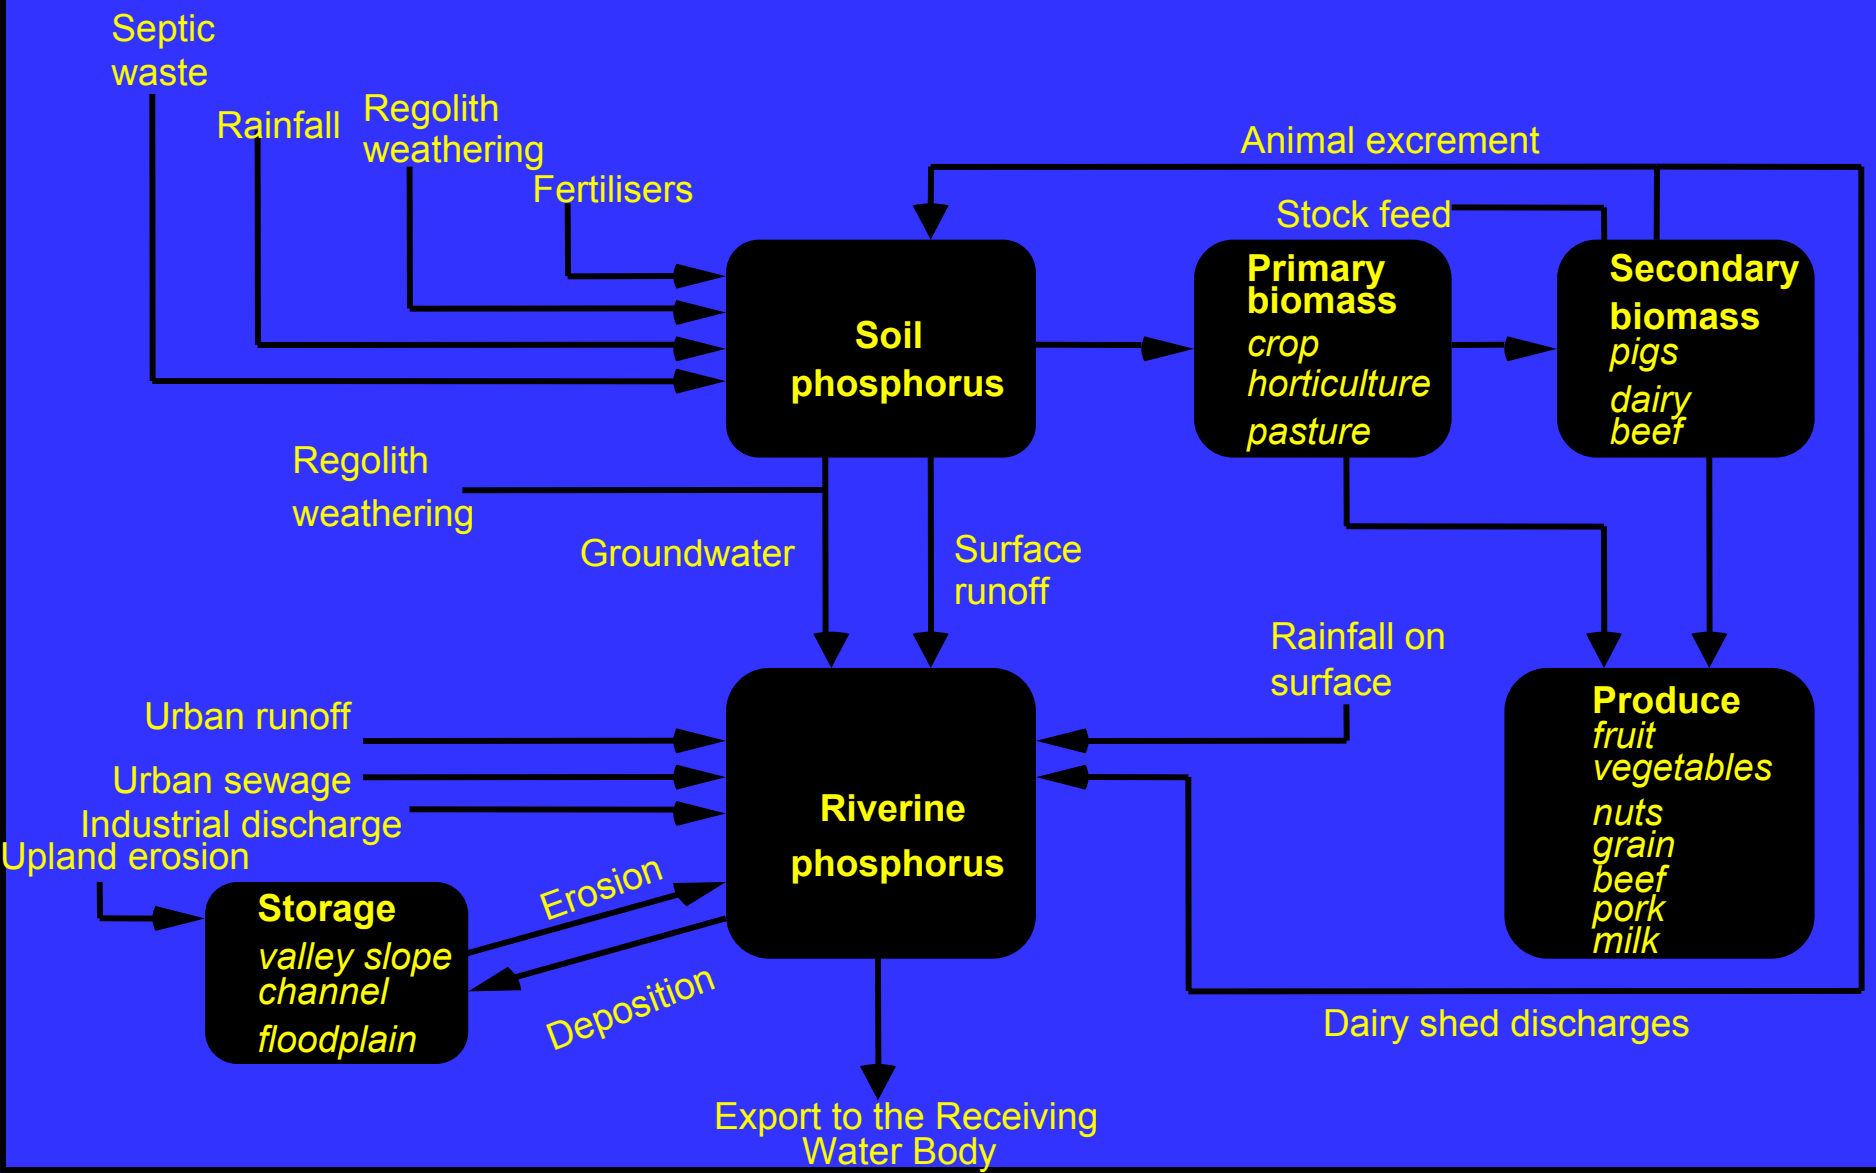 Septic
waste
Rainfall
Regolith
weathering
Fertilisers
Animal excrement
Stock feed
Soil
phosphorus
Primary
biomass
crop
horticulture
pasture
Secondary
biomass
pigs
dairy
beef
Regolith
weathering
Groundwater
Surface
runoff
Rainfall on
surface
Urban runoff
Urban sewage
Industrial discharge
Upland erosion
Riverine
phosphorus
Produce
fruit
vegetables
nuts
grain
beef
pork
milk
Storage
valley slope
channel
floodplain
Erosion
Deposition
Dairy shed discharges
Export to the Receiving
Water Body